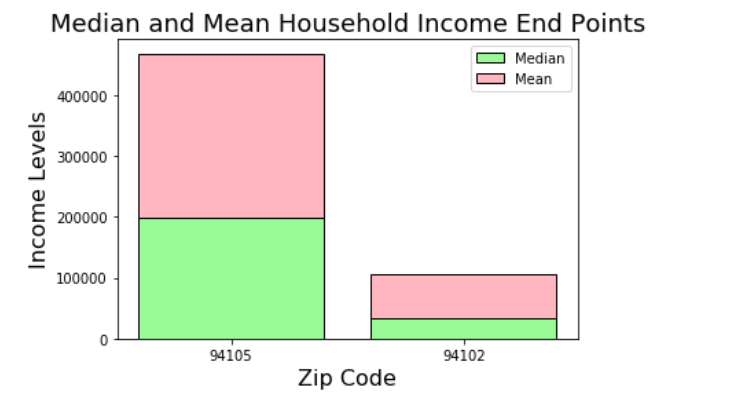 Median and Mean Household Income End Points
Median
Mean
400000
300000
200000
100000
0
Income Levels
94105
94102
Zip Code